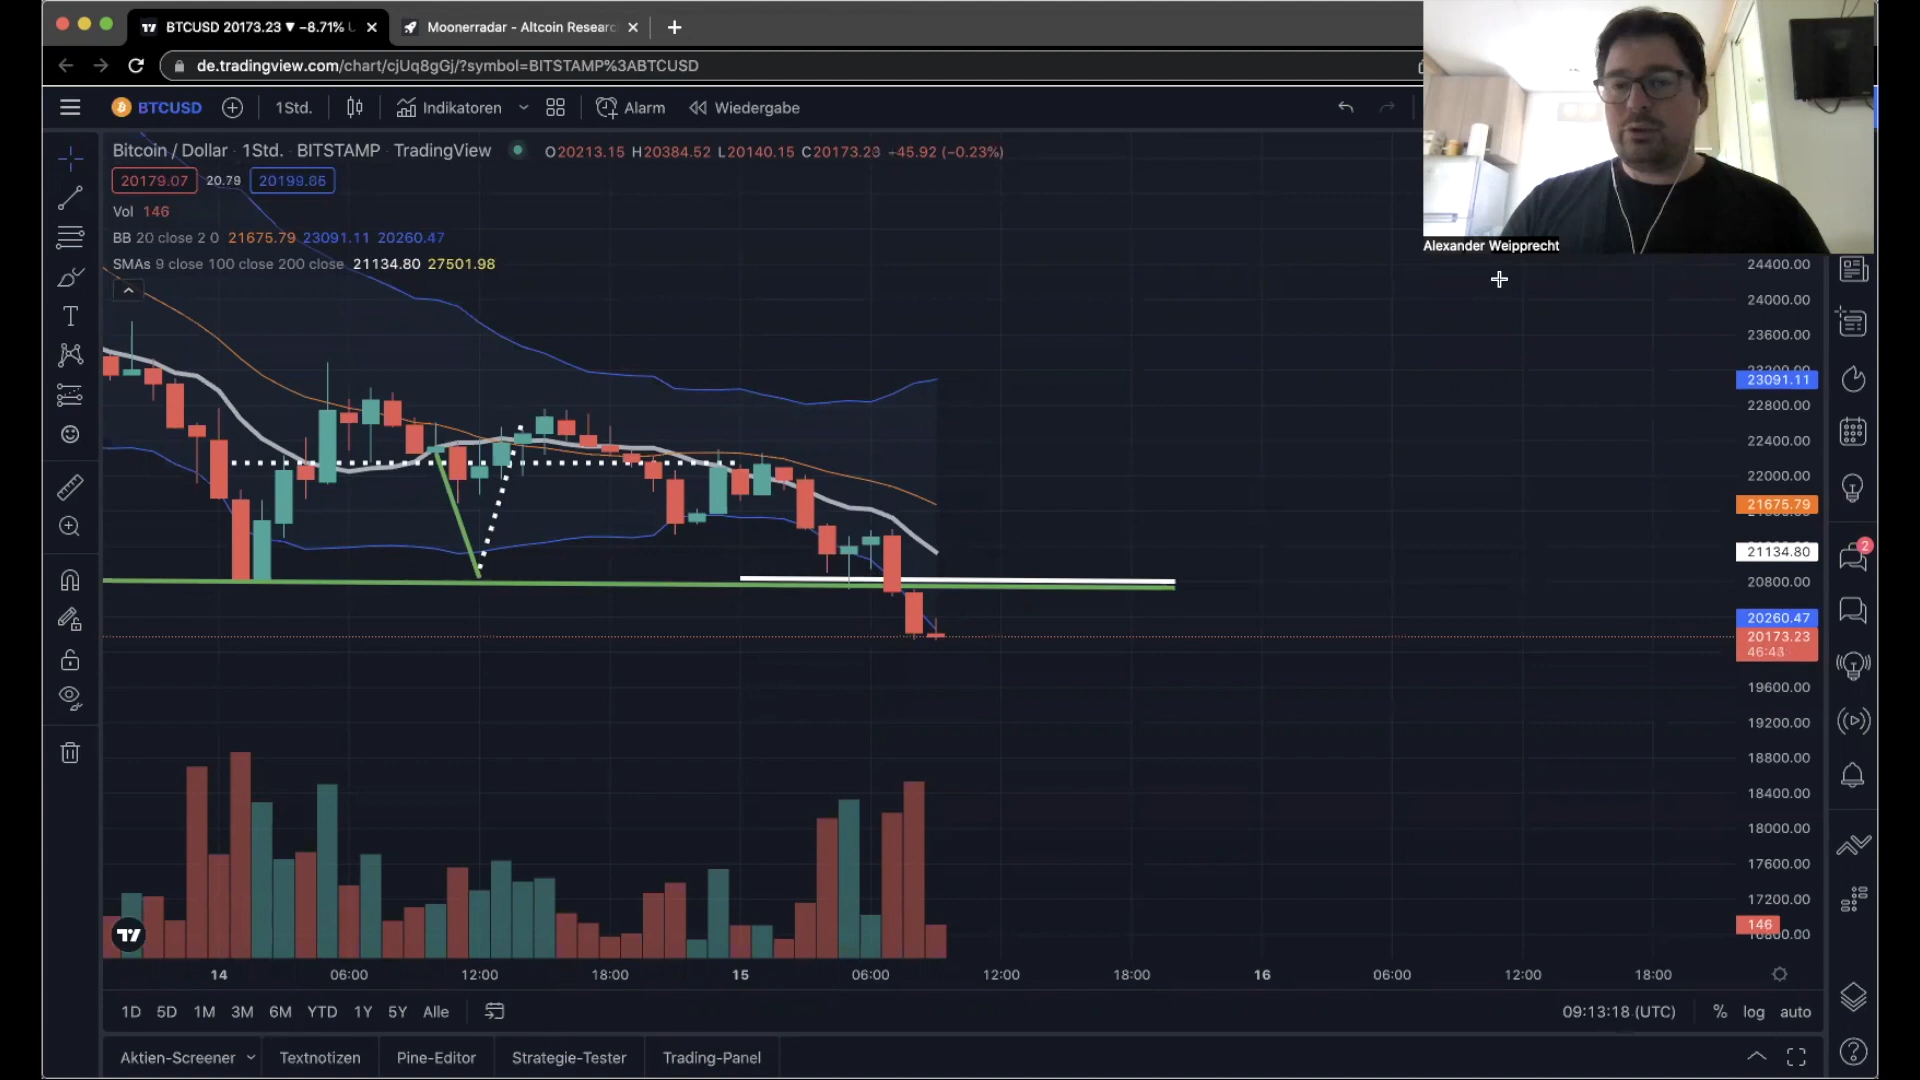 BTCUSD 20173.23 ▼ −8.71%
Moonerradar - Altcoin Researc
de.tradingview.com/chart/cjUq8gGj/?symbol=BITSTAMP%3ABTCUSD
BTCUSD 1Std. Indikatoren Alarm Wiedergabe
Bitcoin / Dollar · 1Std. · BITSTAMP · TradingView O20213.15 H20384.52 L20140.15 C20173.23 −45.92 (−0.23%)
20179.07 20.79 20199.86
Vol 146
BB 20 close 2 0 21675.79 23091.11 20260.47
SMAs 9 close 100 close 200 close 21134.80 27501.98
Alexander Weipprecht
24400.00
24000.00
23600.00
23091.11
22800.00
22400.00
22000.00
21675.79
21134.80
20800.00
20260.47
20173.23
46:43
19600.00
19200.00
18800.00
18400.00
18000.00
17600.00
17200.00
146
16800.00
2
14 06:00 12:00 18:00 15 06:00 12:00 18:00 16 06:00 12:00 18:00
1D 5D 1M 3M 6M YTD 1Y 5Y Alle 09:13:18 (UTC) % log auto
Aktien-Screener Textnotizen Pine-Editor Strategie-Tester Trading-Panel